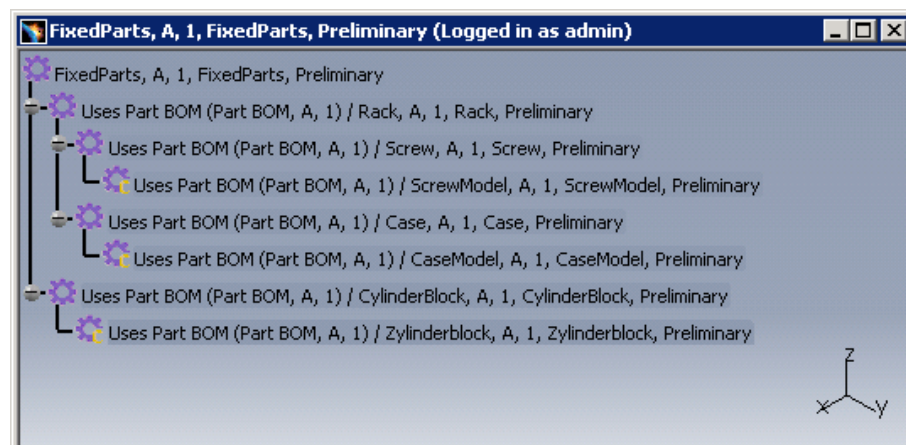 FixedParts, A, 1, FixedParts, Preliminary (Logged in as admin)
FixedParts, A, 1, FixedParts, Preliminary
Uses Part BOM (Part BOM, A, 1) / Rack, A, 1, Rack, Preliminary
Uses Part BOM (Part BOM, A, 1) / Screw, A, 1, Screw, Preliminary
Uses Part BOM (Part BOM, A, 1) / ScrewModel, A, 1, ScrewModel, Preliminary
Uses Part BOM (Part BOM, A, 1) / Case, A, 1, Case, Preliminary
Uses Part BOM (Part BOM, A, 1) / CaseModel, A, 1, CaseModel, Preliminary
Uses Part BOM (Part BOM, A, 1) / CylinderBlock, A, 1, CylinderBlock, Preliminary
Uses Part BOM (Part BOM, A, 1) / Zylinderblock, A, 1, Zylinderblock, Preliminary
z
x y